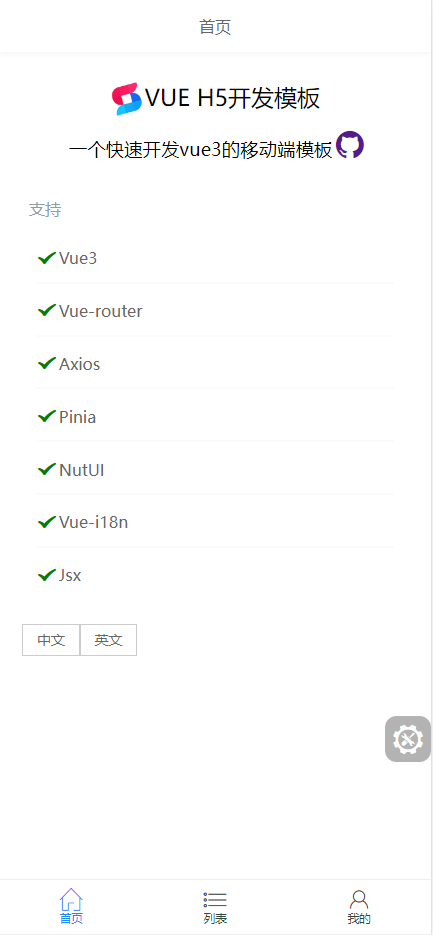 首页
VUE H5开发模板
一个快速开发vue3的移动端模板
支持
Vue3
Vue-router
Axios
Pinia
NutUI
Vue-i18n
Jsx
中文 英文
首页 列表 我的